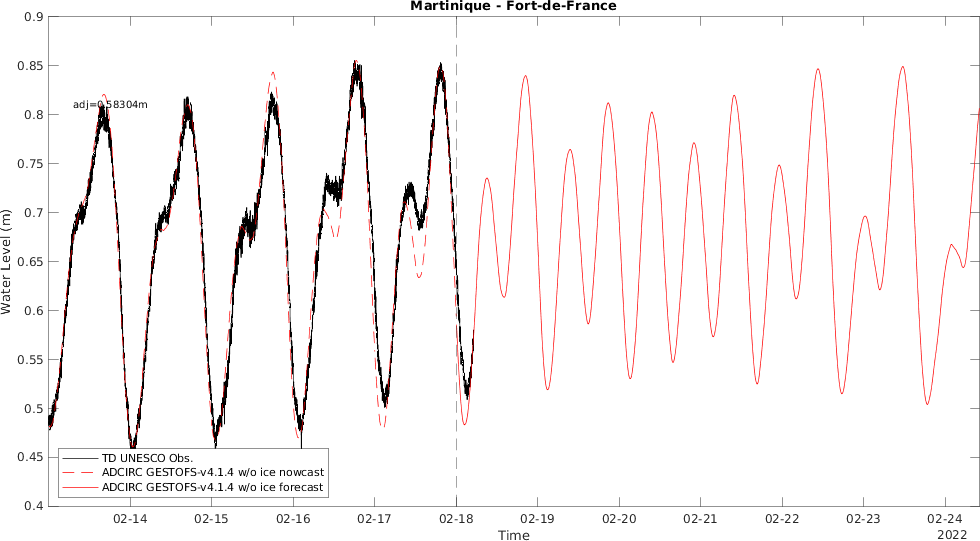 Martinique - Fort-de-France
0.9
0.85
0.8
0.75
0.7
0.65
0.6
0.55
0.5
0.45
0.4
Water Level (m)
adj=0.58304m
TD UNESCO Obs.
ADCIRC GESTOFS-v4.1.4 w/o ice nowcast
ADCIRC GESTOFS-v4.1.4 w/o ice forecast
02-14 02-15 02-16 02-17 02-18 02-19 02-20 02-21 02-22 02-23 02-24
Time
2022